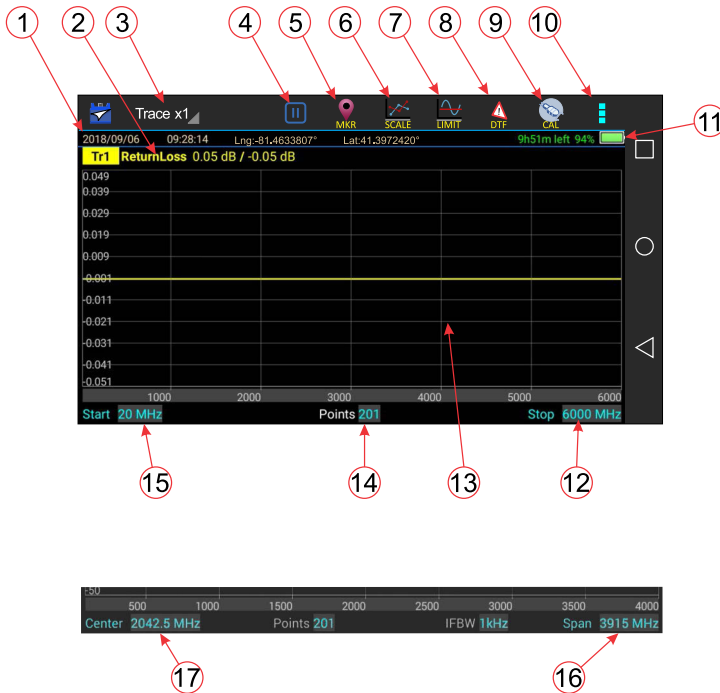 1 2 3 4 5 6 7 8 9 10
Trace x1 MKR SCALE LIMIT DTF CAL
11
2018/09/06 09:28:14 Lng:-81.4633807° Lat:41.3972420° 9h51m left 94%
Tr1 ReturnLoss 0.05 dB / -0.05 dB
0.049
0.039
0.029
0.019
0.009
-0.001
-0.011
-0.021
-0.031
-0.041
-0.051
1000 2000 3000 4000 5000 6000
Start 20 MHz Points 201 Stop 6000 MHz
15 14 13 12
-50
500 1000 1500 2000 2500 3000 3500 4000
Center 2042.5 MHz Points 201 IFBW 1kHz Span 3915 MHz
17 16